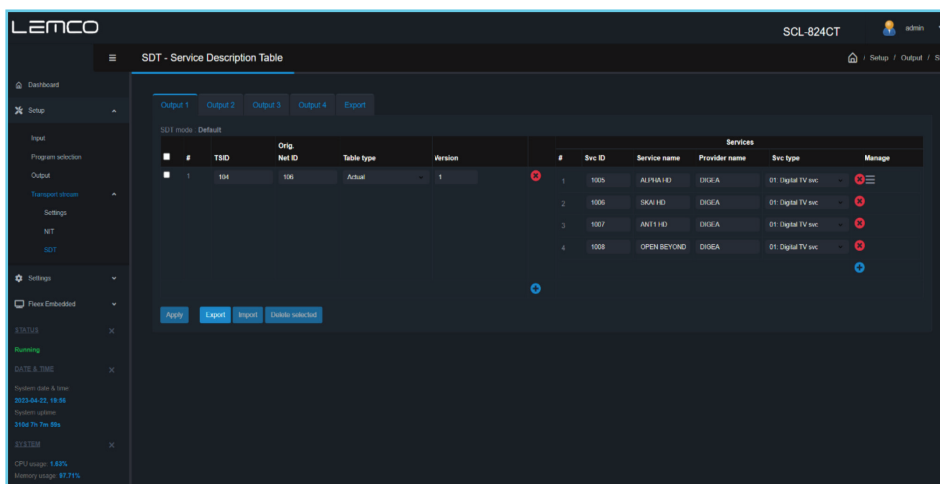 LEMCO
SCL-824CT
admin
SDT - Service Description Table
/ Setup / Output / S
Dashboard
Setup
Input
Program selection
Output
Transport stream
Settings
NIT
SDT
Settings
Fleex Embedded
STATUS
Running
DATE & TIME
System date & time
2023-04-22, 19:56
System uptime
310d 7h 7m 59s
SYSTEM
CPU usage: 1.63%
Memory usage: 97.71%
Output 1 Output 2 Output 3 Output 4 Export
SDT mode: Default
Services
# TSID Orig. Net ID Table type Version # Svc ID Service name Provider name Svc type Manage
1 104 106 Actual 1 1 1005 ALPHA HD DIGEA 01: Digital TV svc
2 1006 SKAI HD DIGEA 01: Digital TV svc
3 1007 ANT1 HD DIGEA 01: Digital TV svc
4 1008 OPEN BEYOND DIGEA 01: Digital TV svc
Apply Export Import Delete selected